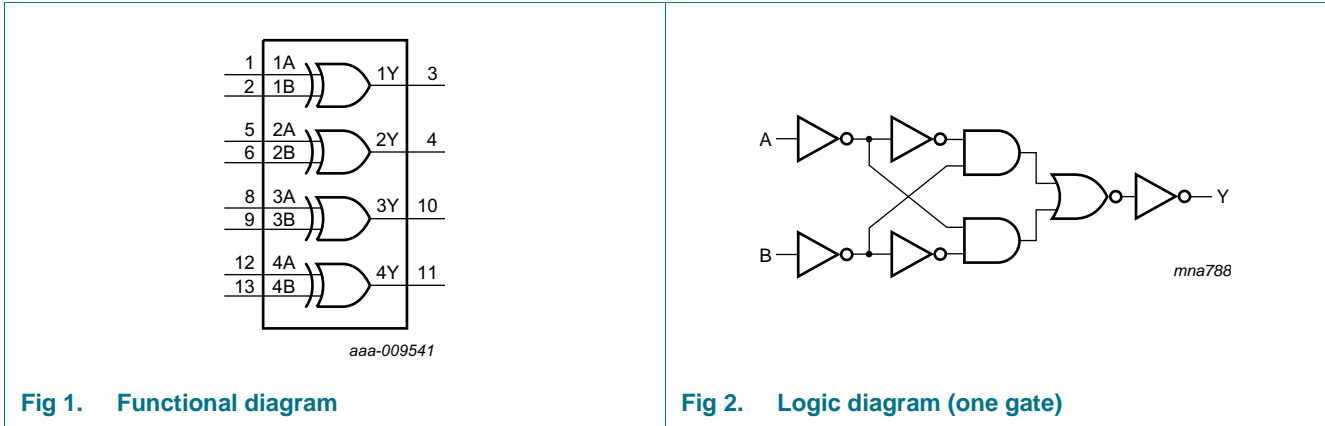 1 1A 1Y 3
2 1B
5 2A 2Y 4
6 2B
8 3A 3Y 10
9 3B
12 4A 4Y 11
13 4B
aaa-009541
Fig 1. Functional diagram
A
B
Y
mna788
Fig 2. Logic diagram (one gate)